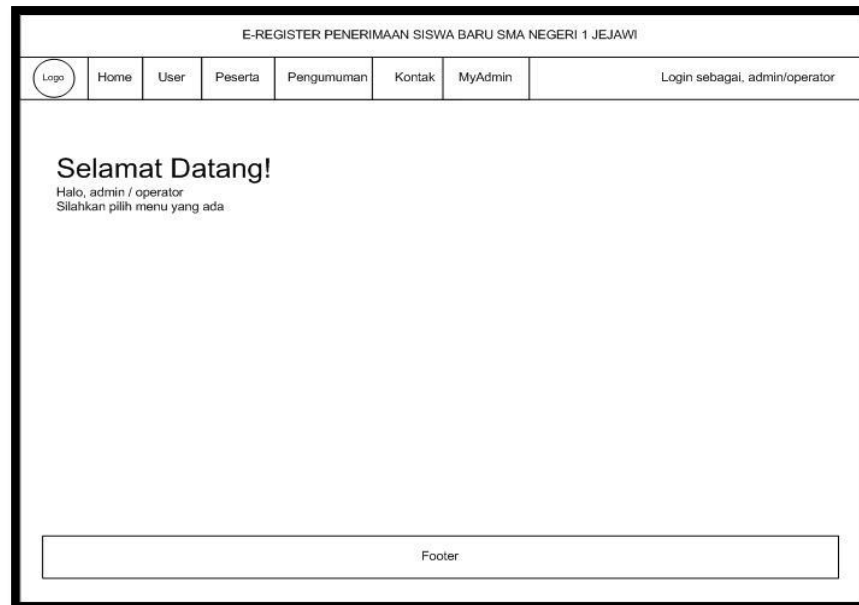 E-REGISTER PENERIMAAN SISWA BARU SMA NEGERI 1 JEJAWI
Logo Home User Peserta Pengumuman Kontak MyAdmin Login sebagai, admin/operator
Selamat Datang!
Halo, admin / operator
Silahkan pilih menu yang ada
Footer